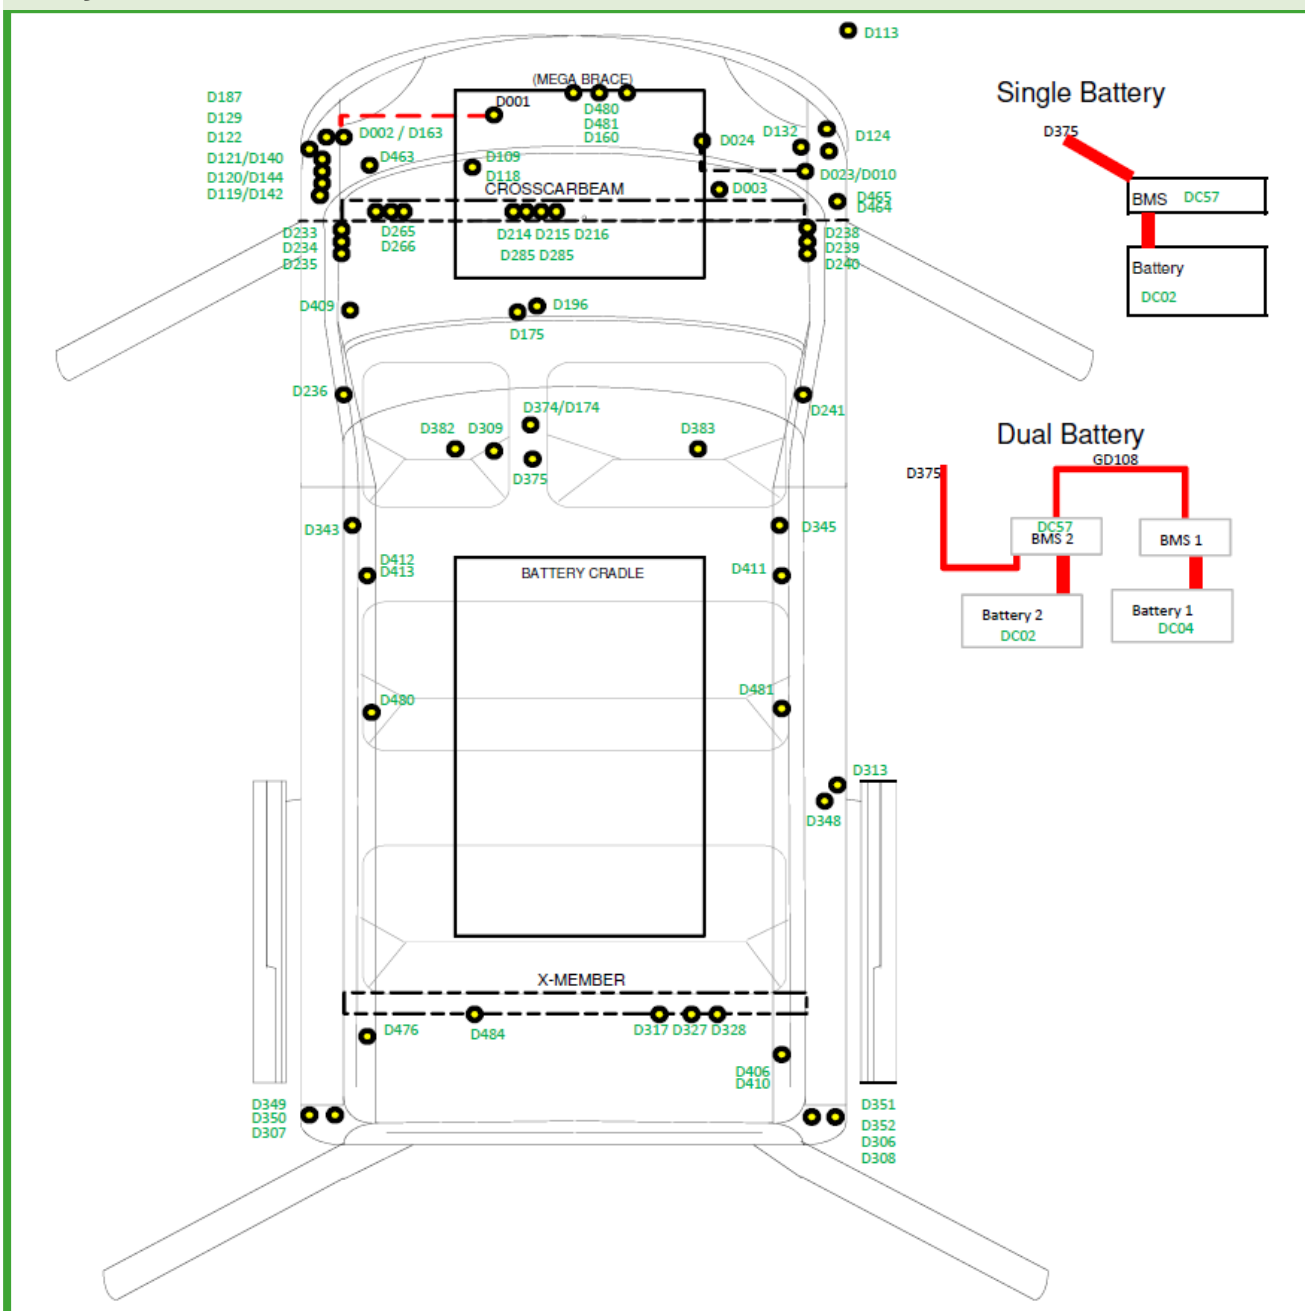 D113
(MEGA BRACE)
D187
D001
D129
D480
D481
D160
D122
D002 / D163
D024
D132
D124
D121/D140
D463
D109
D120/D144
D118
D023/D010
D119/D142
CROSSCARBEAM
D003
D465
D464
D233
D265
D214 D215 D216
D238
D234
D266
D239
D235
D285 D285
D240
D409
D196
D175
D236
D374/D174
D241
D382
D309
D383
D375
D343
D345
D412
D413
BATTERY CRADLE
D411
D480
D481
D313
D348
X-MEMBER
D476
D484
D317 D327 D328
D406
D410
D349
D350
D307
D351
D352
D306
D308
Single Battery
D375
BMS DC57
Battery
DC02
Dual Battery
GD108
D375
DC57
BMS 2
BMS 1
Battery 2
DC02
Battery 1
DC04